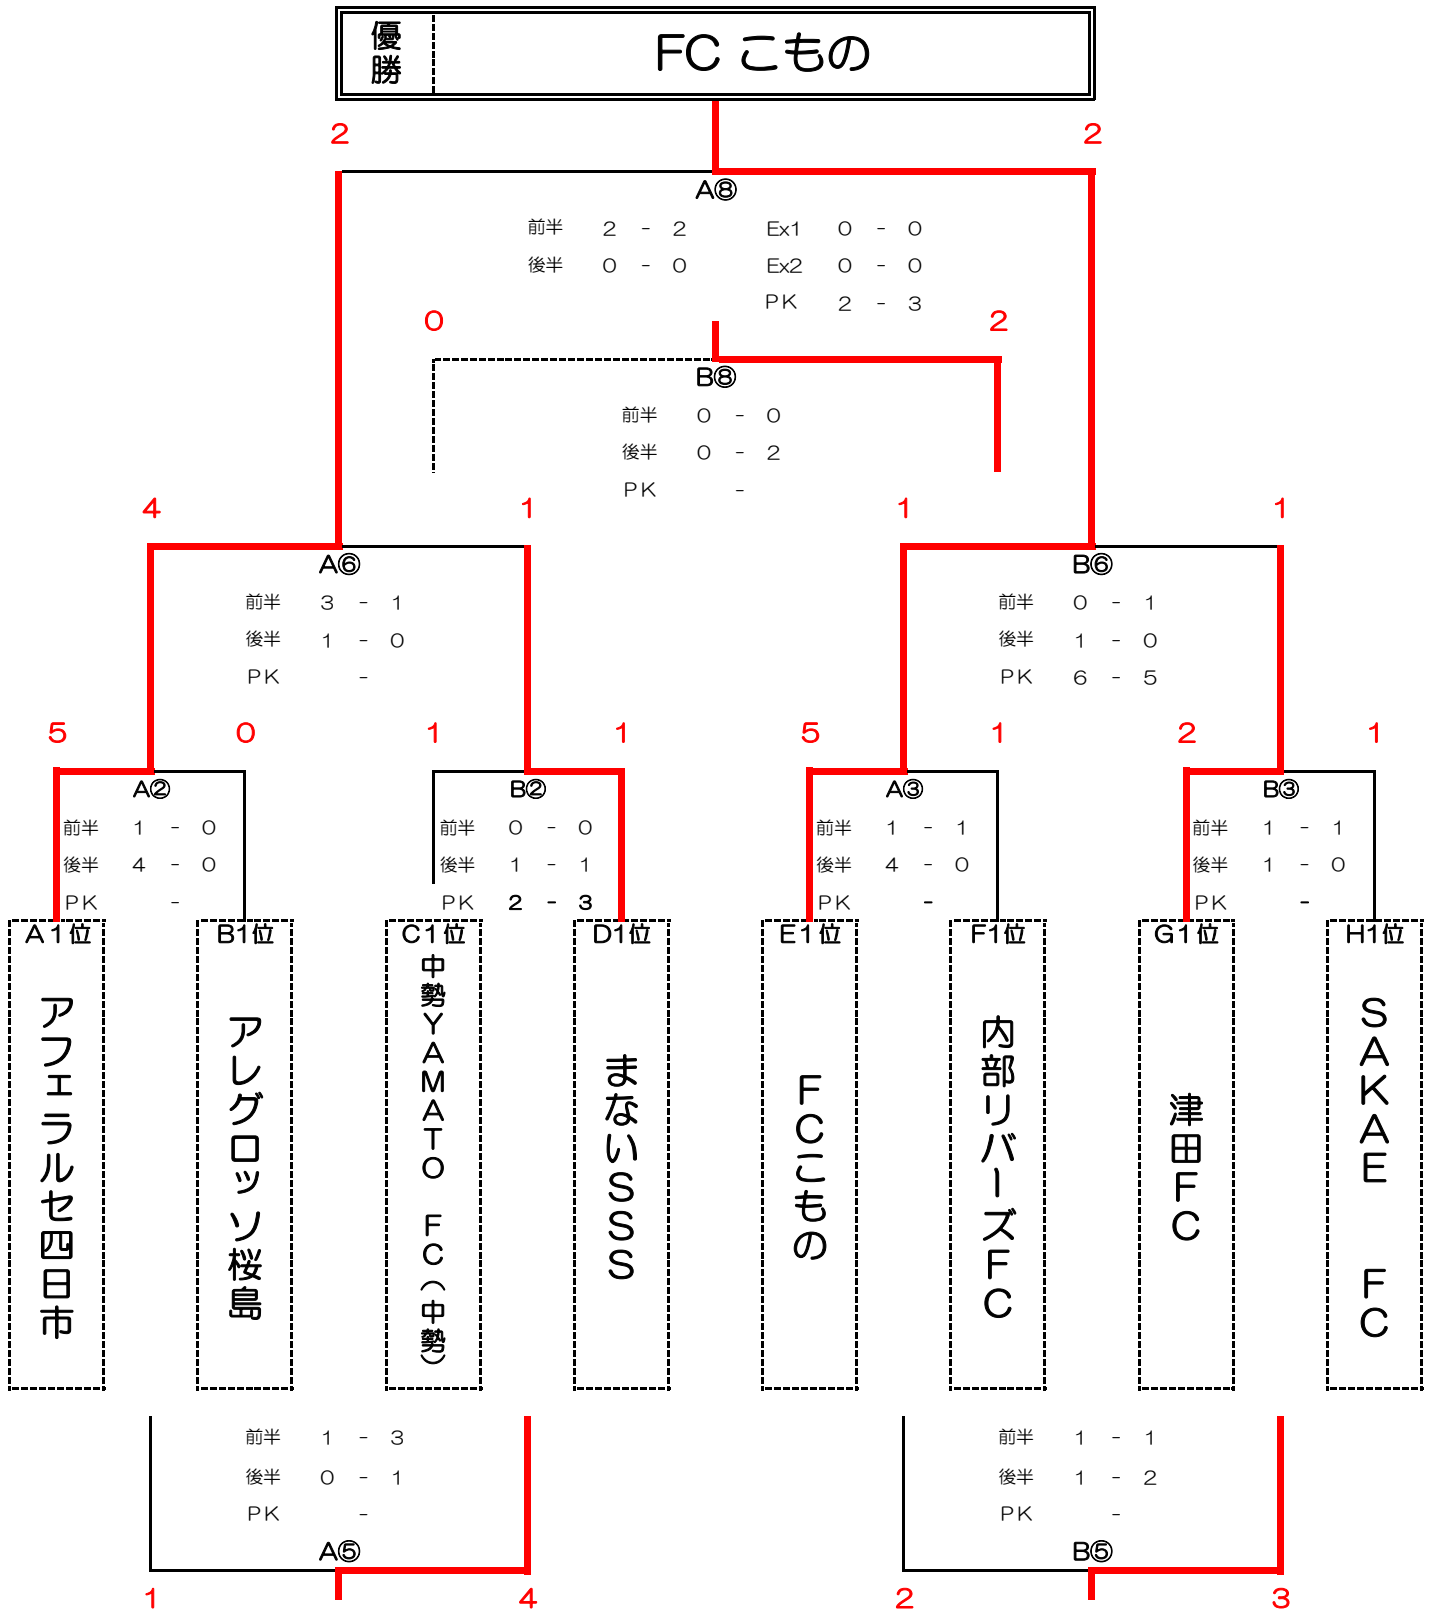 優勝 FC こもの
2 2
A⑧
前半 2 - 2 Ex1 0 - 0
後半 0 - 0 Ex2 0 - 0
PK 2 - 3
0 2
B⑧
前半 0 - 0
後半 0 - 2
PK -
4 1 1 1
A⑥ B⑥
前半 3 - 1 前半 0 - 1
後半 1 - 0 後半 1 - 0
PK - PK 6 - 5
5 0 1 1 5 1 2 1
A② B② A③ B③
前半 1 - 0 前半 0 - 0 前半 1 - 1 前半 1 - 1
後半 4 - 0 後半 1 - 1 後半 4 - 0 後半 1 - 0
PK - PK 2 - 3 PK - PK -
A1位 B1位 C1位 D1位 E1位 F1位 G1位 H1位
アフェラルセ四日市
アレグロッソ桜島
中勢YAMATO FC(中勢)
まないSSS
FCこもの
内部リバーズFC
津田FC
SAKAE FC
前半 1 - 3 前半 1 - 1
後半 0 - 1 後半 1 - 2
PK - PK -
A⑤ B⑤
1 4 2 3